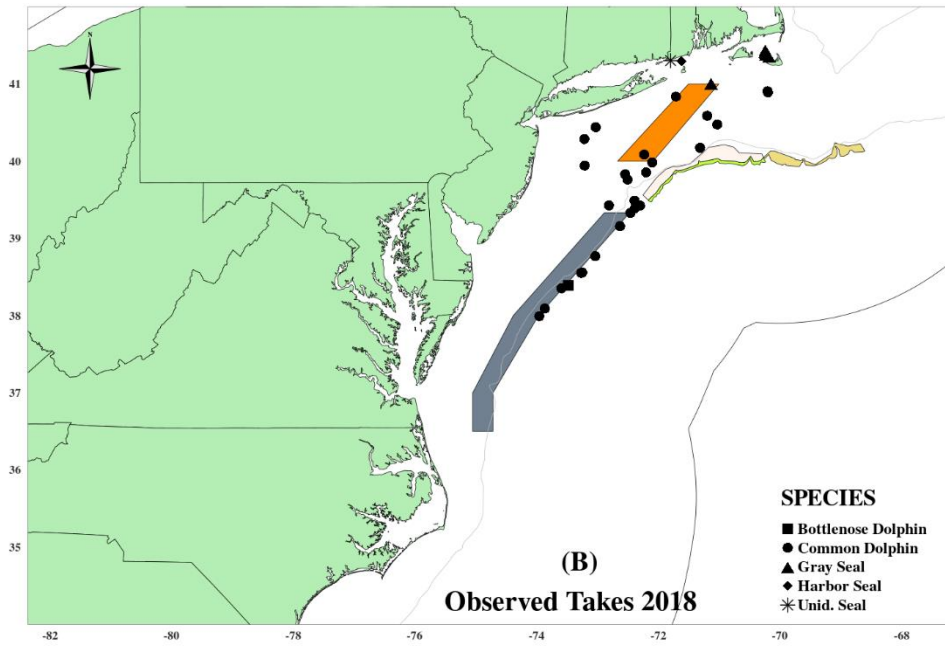 N
41
40
39
38
37
36
35
SPECIES
Bottlenose Dolphin
Common Dolphin
Gray Seal
Harbor Seal
Unid. Seal
(B)
Observed Takes 2018
-82 -80 -78 -76 -74 -72 -70 -68